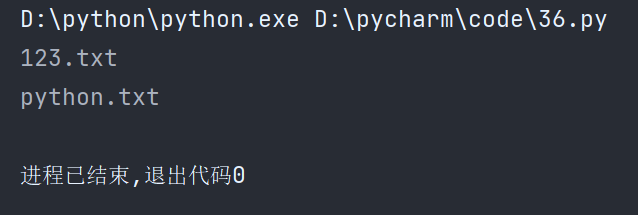 D:\python\python.exe D:\pycharm\code\36.py
123.txt
python.txt
进程已结束,退出代码0